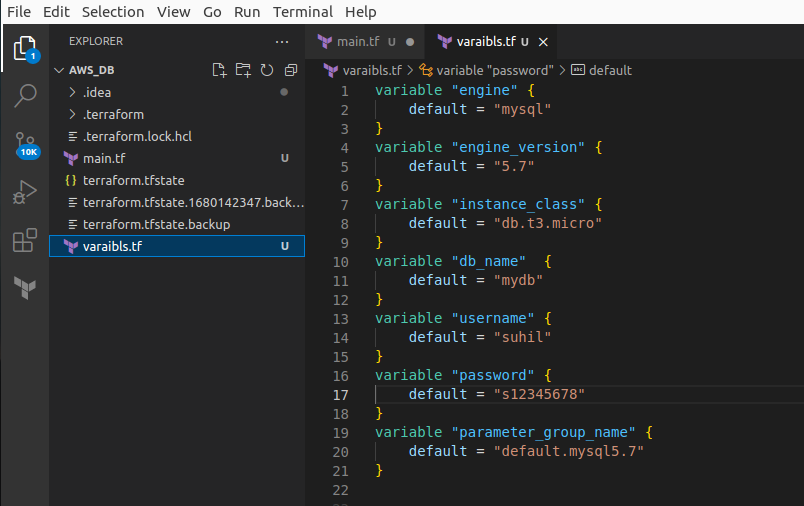 File Edit Selection View Go Run Terminal Help
EXPLORER ...
main.tf U
varaibls.tf U
AWS_DB
varaibls.tf > variable "password" > abc default
.idea
.terraform
.terraform.lock.hcl
main.tf U
terraform.tfstate
terraform.tfstate.1680142347.back...
terraform.tfstate.backup
varaibls.tf U
1
10K
1 variable "engine" {
2 default = "mysql"
3 }
4 variable "engine_version" {
5 default = "5.7"
6 }
7 variable "instance_class" {
8 default = "db.t3.micro"
9 }
10 variable "db_name"  {
11 default = "mydb"
12 }
13 variable "username" {
14 default = "suhil"
15 }
16 variable "password" {
17 default = "s12345678"
18 }
19 variable "parameter_group_name" {
20 default = "default.mysql5.7"
21 }
22